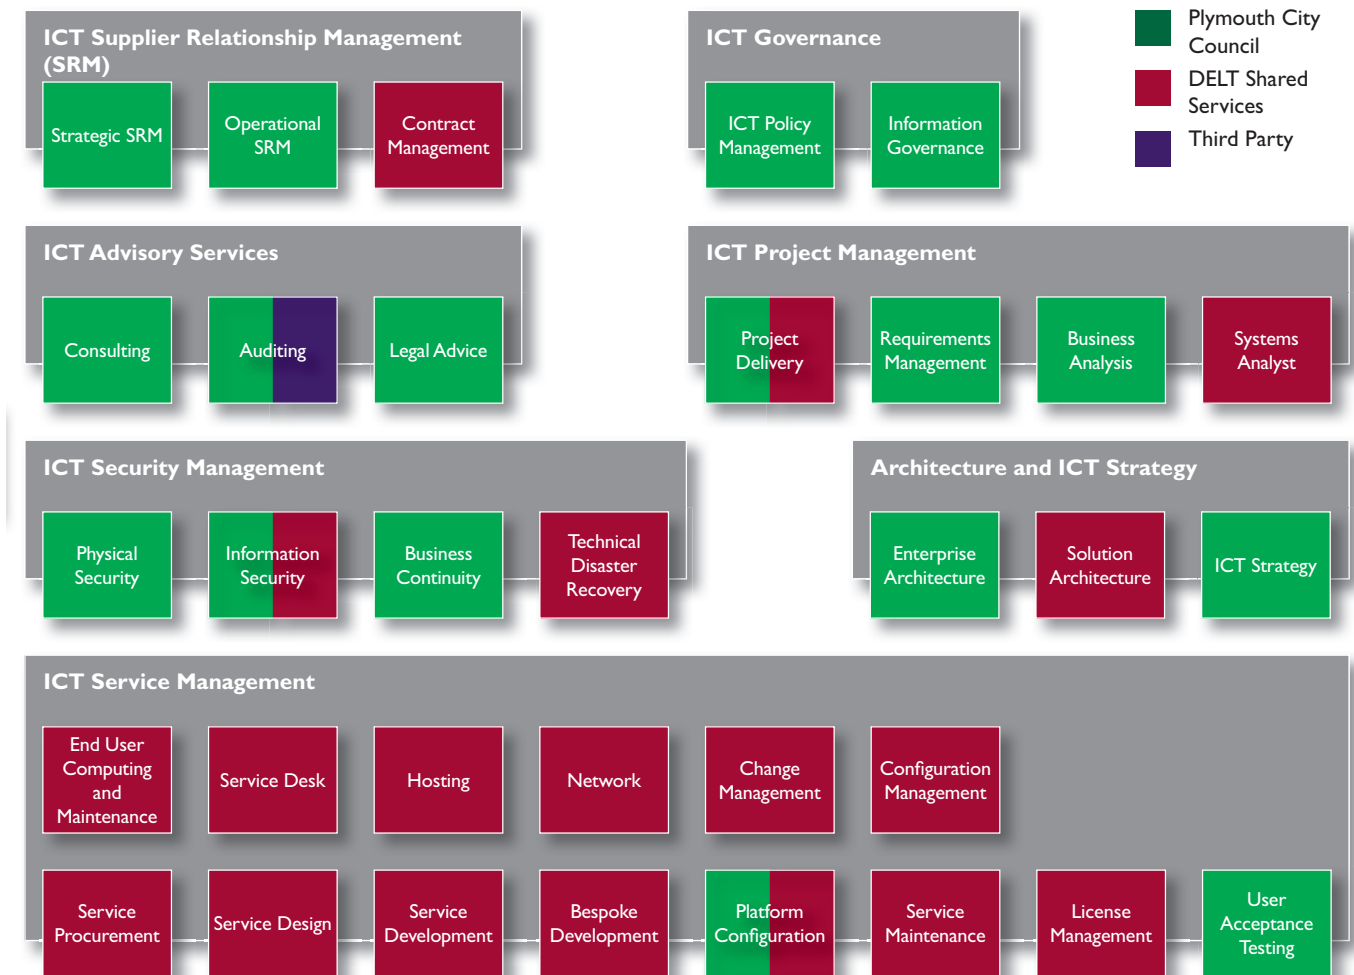 ICT Supplier Relationship Management
(SRM)
Strategic SRM
Operational
SRM
Contract
Management
ICT Governance
ICT Policy
Management
Information
Governance
Plymouth City
Council
DELT Shared
Services
Third Party
ICT Advisory Services
Consulting
Auditing
Legal Advice
ICT Project Management
Project
Delivery
Requirements
Management
Business
Analysis
Systems
Analyst
ICT Security Management
Physical
Security
Information
Security
Business
Continuity
Technical
Disaster
Recovery
Architecture and ICT Strategy
Enterprise
Architecture
Solution
Architecture
ICT Strategy
ICT Service Management
End User
Computing
and
Maintenance
Service Desk
Hosting
Network
Change
Management
Configuration
Management
Service
Procurement
Service Design
Service
Development
Bespoke
Development
Platform
Configuration
Service
Maintenance
License
Management
User
Acceptance
Testing